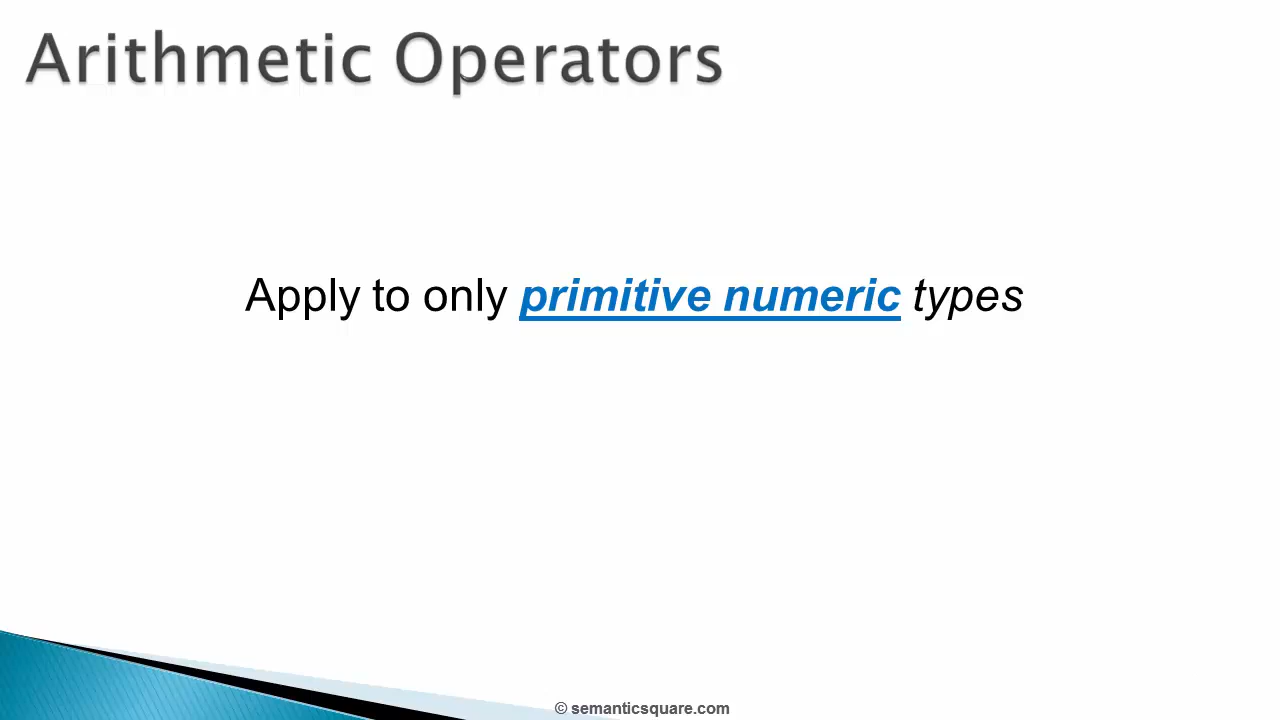 Arithmetic Operators
Apply to only primitive numeric types
© semanticsquare.com